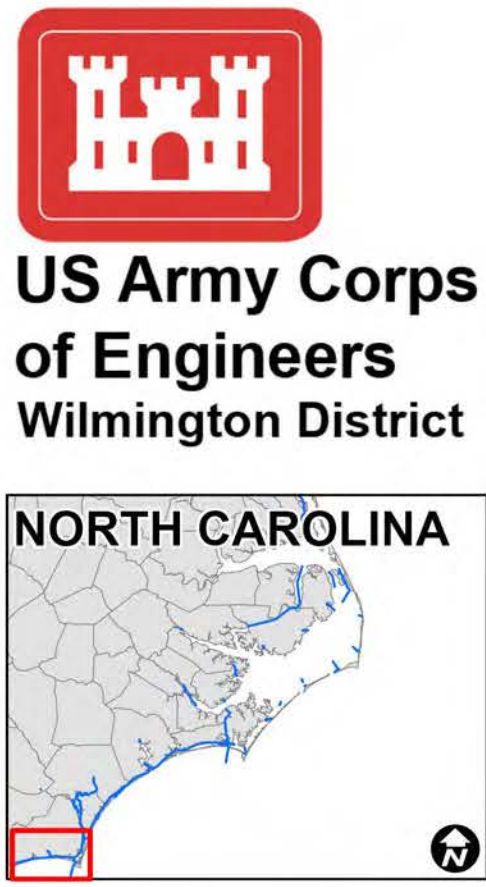 US Army Corps
of Engineers
Wilmington District
NORTH CAROLINA
N